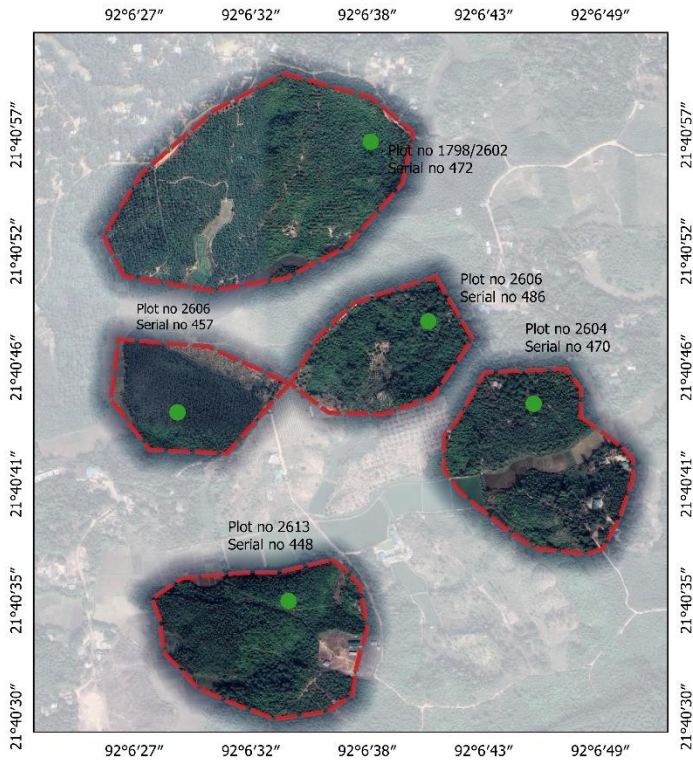 92°6'27″ 92°6'32″ 92°6'38″ 92°6'43″ 92°6'49″
21°40'57″ 21°40'57″
Plot no 1798/2602
Serial no 472
21°40'52″ 21°40'52″
Plot no 2606
Serial no 486
Plot no 2606
Serial no 457
Plot no 2604
Serial no 470
21°40'46″ 21°40'46″
21°40'41″ 21°40'41″
Plot no 2613
Serial no 448
21°40'35″ 21°40'35″
21°40'30″ 21°40'30″
92°6'27″ 92°6'32″ 92°6'38″ 92°6'43″ 92°6'49″